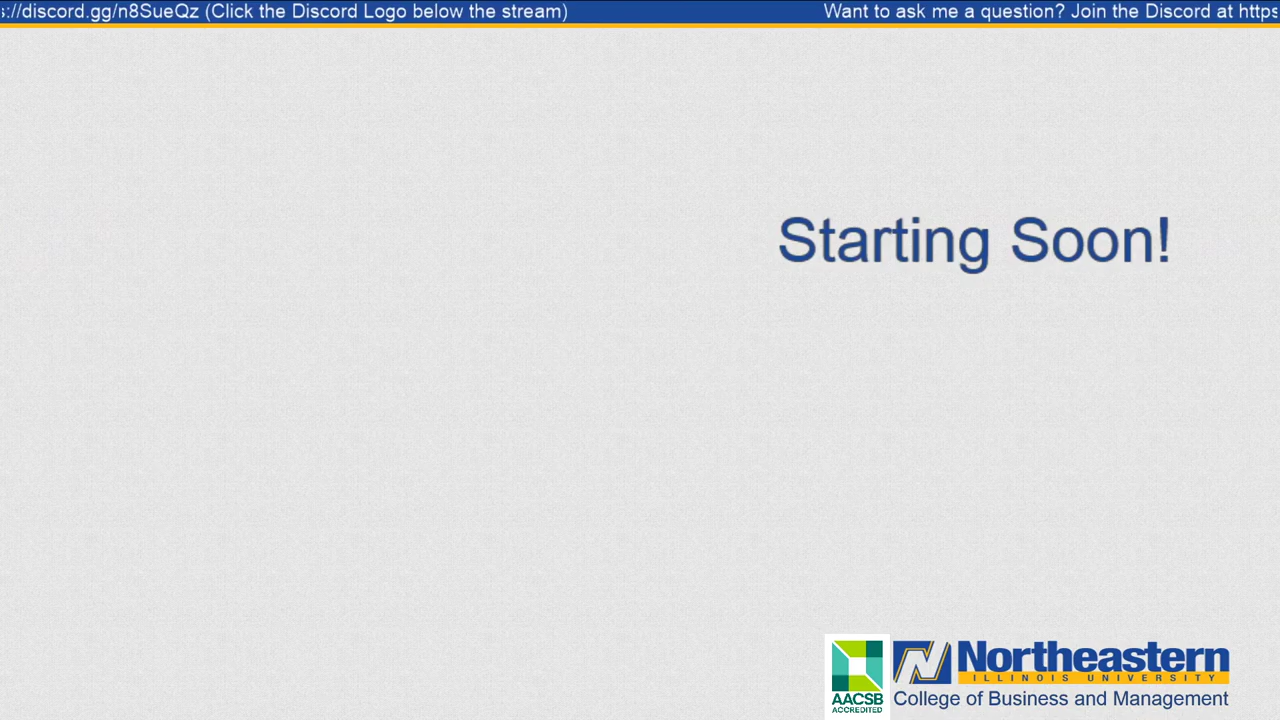 s://discord.gg/n8SueQz (Click the Discord Logo below the stream) Want to ask me a question? Join the Discord at https
Starting Soon!
AACSB
ACCREDITED
Northeastern
ILLINOIS UNIVERSITY
College of Business and Management